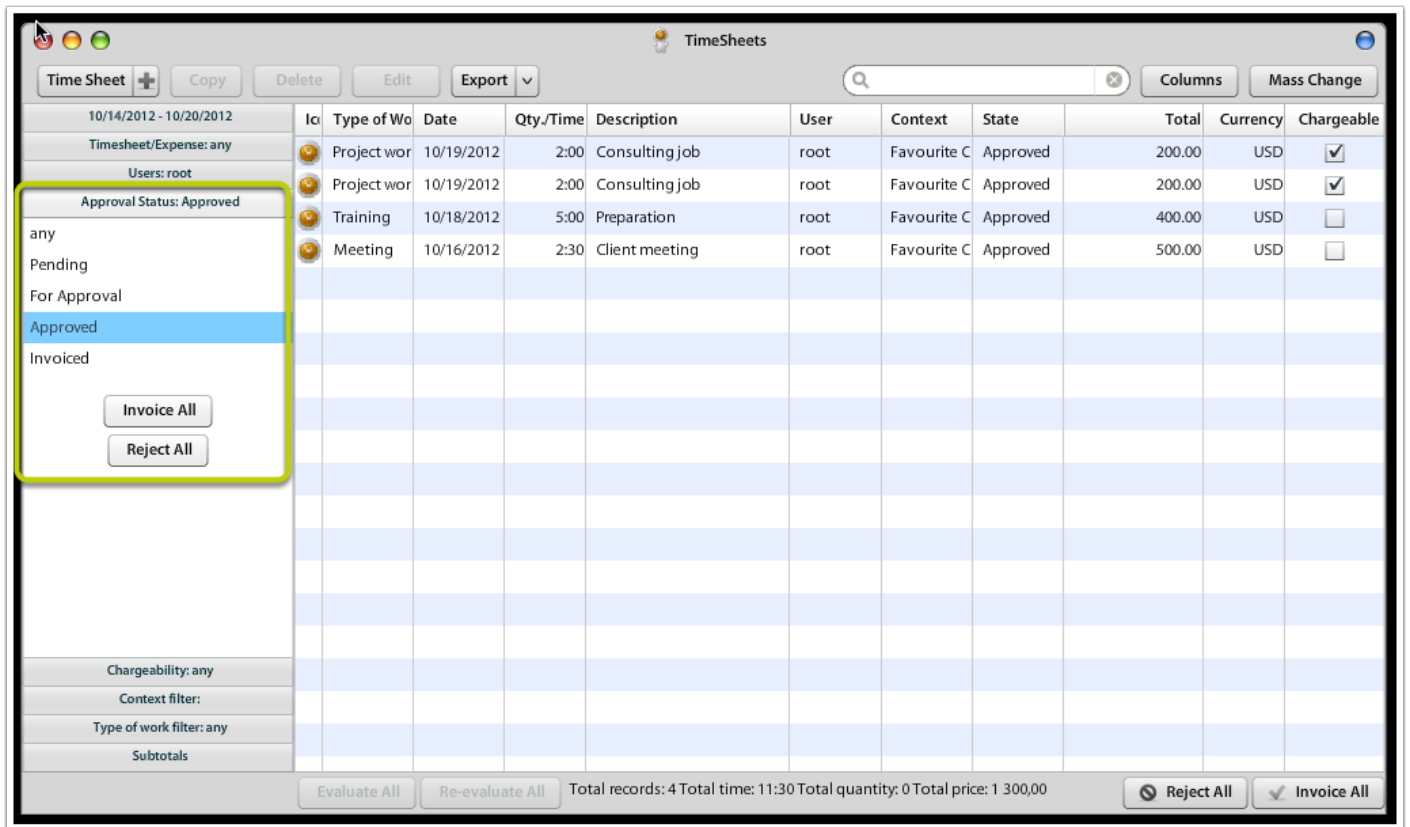 TimeSheets
Time Sheet Copy Delete Edit Export Columns Mass Change
10/14/2012 - 10/20/2012
Timesheet/Expense: any
Users: root
Approval Status: Approved
any
Pending
For Approval
Approved
Invoiced
Invoice All
Reject All
Chargeability: any
Context filter:
Type of work filter: any
Subtotals
Ico Type of Wo Date Qty./Time Description User Context State Total Currency Chargeable
Project wor 10/19/2012 2:00 Consulting job root Favourite C Approved 200.00 USD
Project wor 10/19/2012 2:00 Consulting job root Favourite C Approved 200.00 USD
Training 10/18/2012 5:00 Preparation root Favourite C Approved 400.00 USD
Meeting 10/16/2012 2:30 Client meeting root Favourite C Approved 500.00 USD
Evaluate All Re-evaluate All Total records: 4 Total time: 11:30 Total quantity: 0 Total price: 1 300,00 Reject All Invoice All